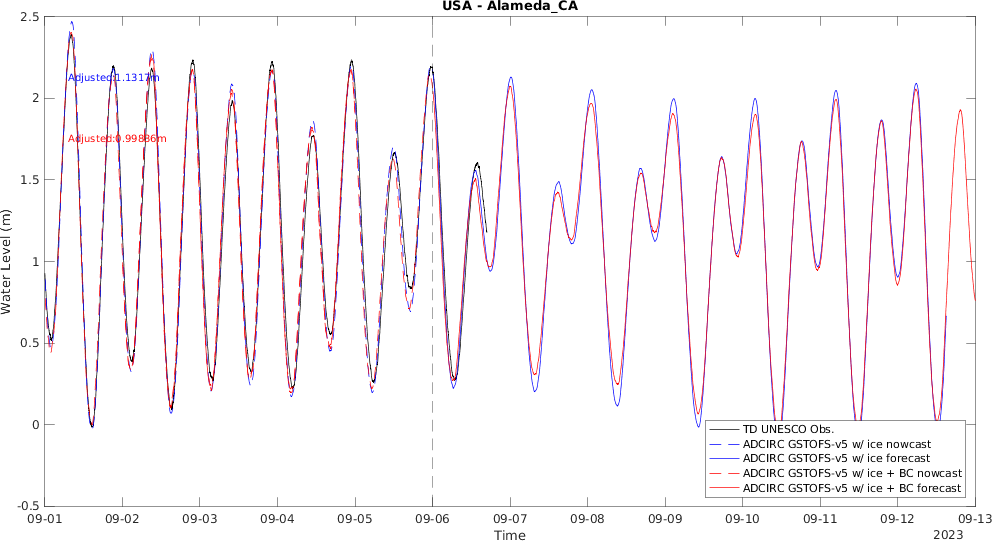 USA - Alameda_CA
2.5
2
1.5
1
0.5
0
-0.5
Water Level (m)
Adjusted:1.1317m
Adjusted:0.99836m
TD UNESCO Obs.
ADCIRC GSTOFS-v5 w/ ice nowcast
ADCIRC GSTOFS-v5 w/ ice forecast
ADCIRC GSTOFS-v5 w/ ice + BC nowcast
ADCIRC GSTOFS-v5 w/ ice + BC forecast
09-01 09-02 09-03 09-04 09-05 09-06 09-07 09-08 09-09 09-10 09-11 09-12 09-13
Time
2023